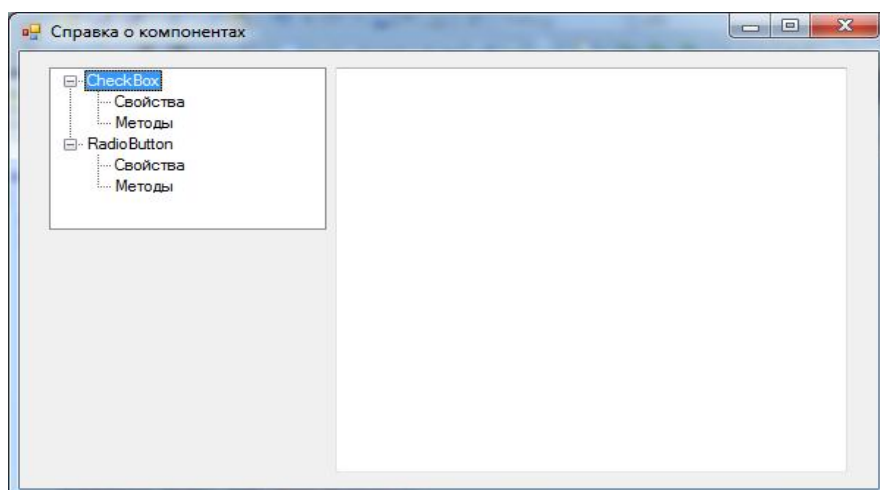 Справка о компонентах
CheckBox
Свойства
Методы
RadioButton
Свойства
Методы